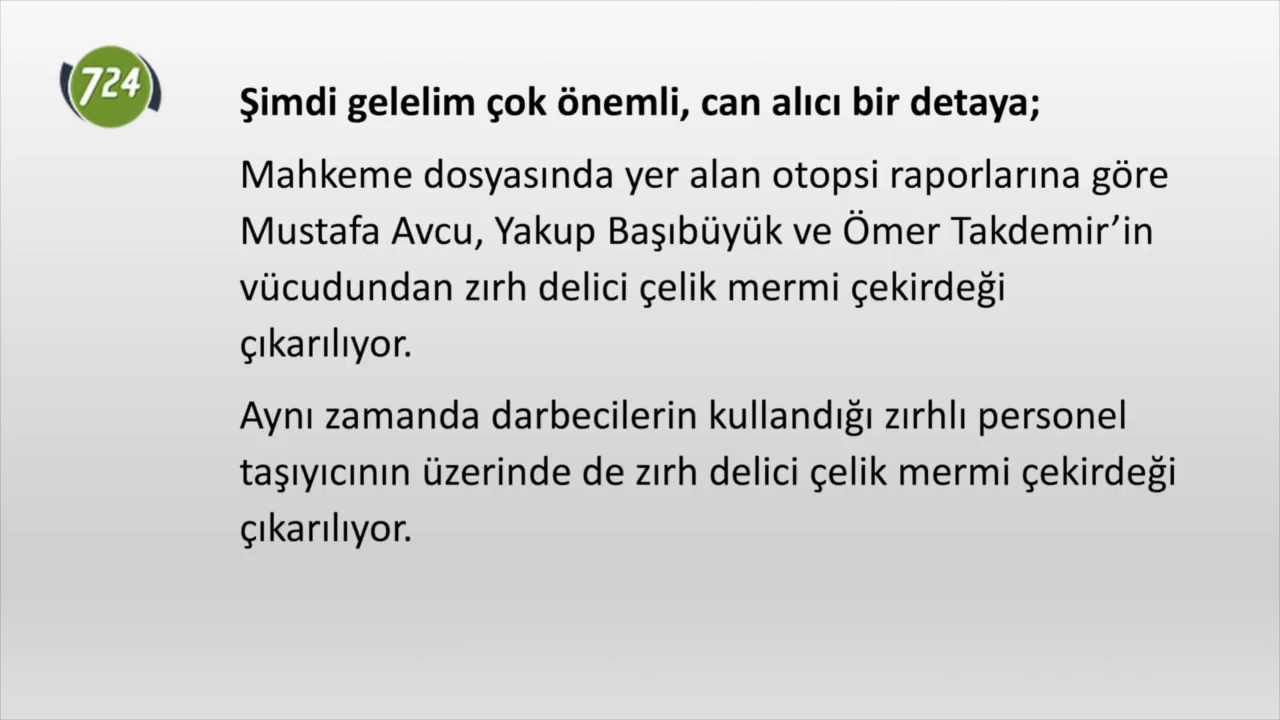 724
Şimdi gelelim çok önemli, can alıcı bir detaya;
Mahkeme dosyasında yer alan otopsi raporlarına göre
Mustafa Avcu, Yakup Başıbüyük ve Ömer Takdemir’in
vücudundan zırh delici çelik mermi çekirdeği
çıkarılıyor.
Aynı zamanda darbecilerin kullandığı zırhlı personel
taşıyıcının üzerinde de zırh delici çelik mermi çekirdeği
çıkarılıyor.